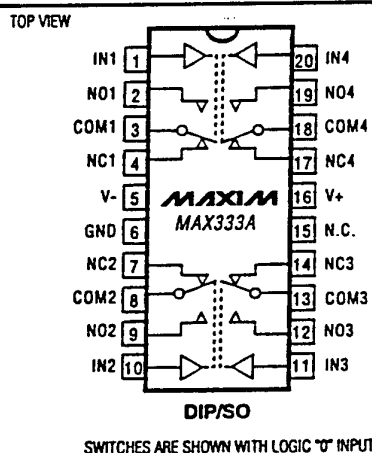 TOP VIEW
IN1 1 20 IN4
NO1 2 19 NO4
COM1 3 18 COM4
NC1 4 17 NC4
V- 5 16 V+
MAXIM
MAX333A
GND 6 15 N.C.
NC2 7 14 NC3
COM2 8 13 COM3
NO2 9 12 NO3
IN2 10 11 IN3
DIP/SO
SWITCHES ARE SHOWN WITH LOGIC "0" INPUT